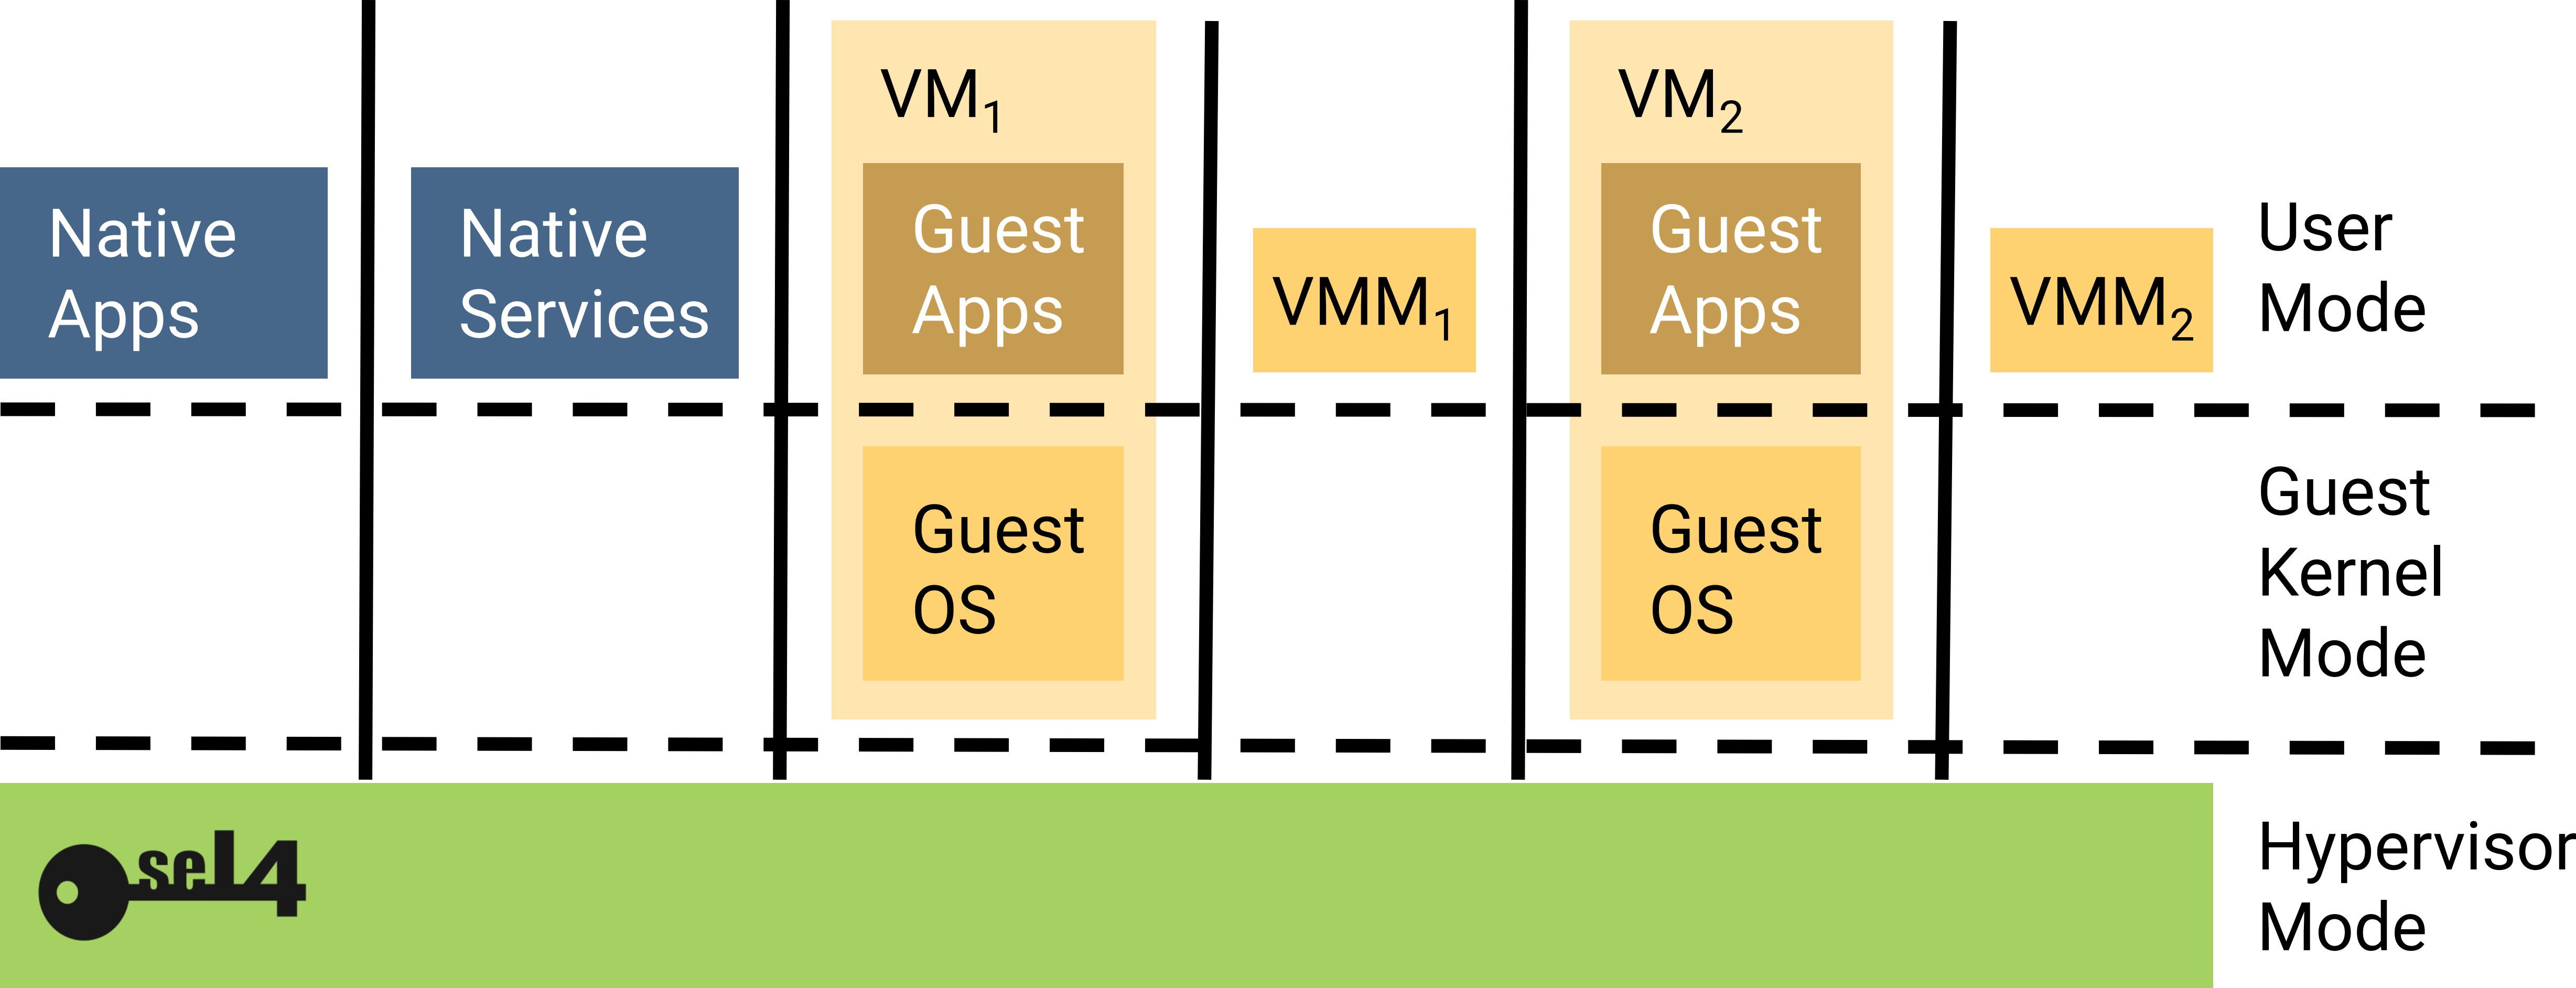 VM1
VM2
Native
Apps
Native
Services
Guest
Apps
VMM1
Guest
Apps
VMM2
User
Mode
Guest
OS
Guest
OS
Guest
Kernel
Mode
seL4
Hypervisor
Mode